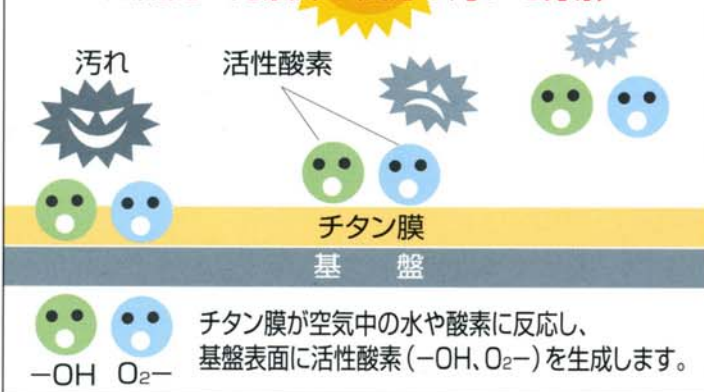 汚れ
活性酸素
チタン膜
基　盤
チタン膜が空気中の水や酸素に反応し、
基盤表面に活性酸素(－OH、O₂－)を生成します。
－OH O₂－